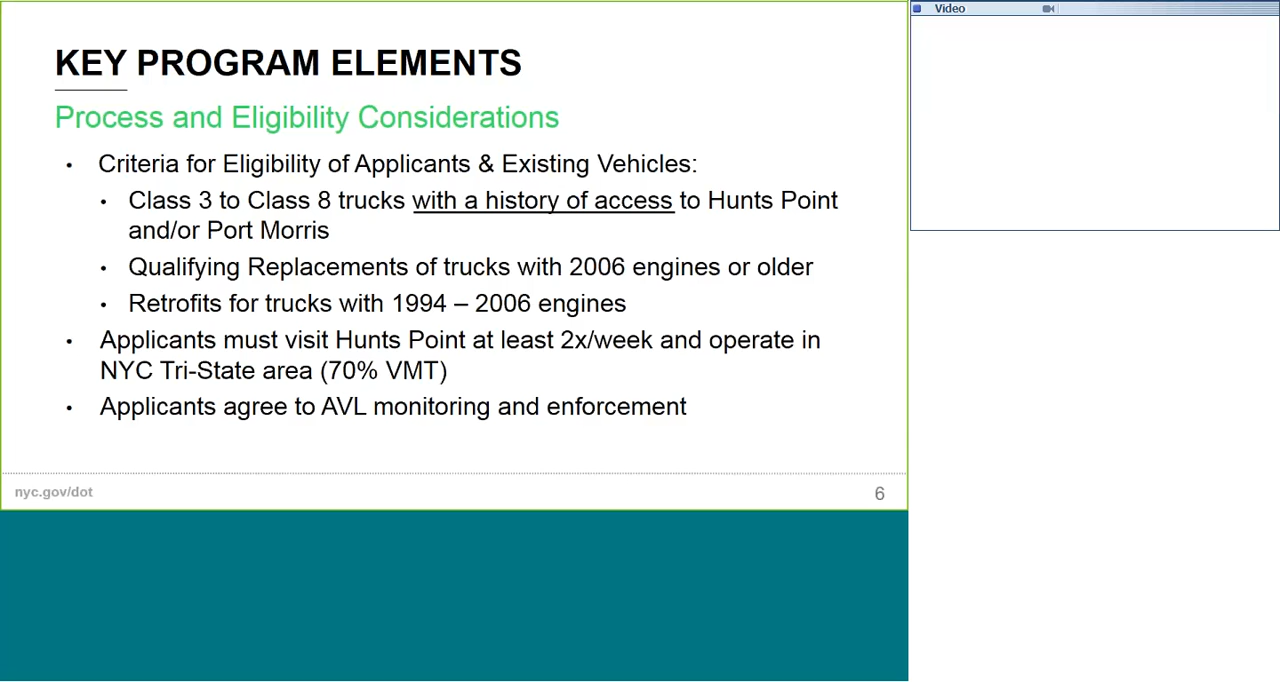 KEY PROGRAM ELEMENTS
Process and Eligibility Considerations
• Criteria for Eligibility of Applicants & Existing Vehicles:
• Class 3 to Class 8 trucks with a history of access to Hunts Point
and/or Port Morris
• Qualifying Replacements of trucks with 2006 engines or older
• Retrofits for trucks with 1994 – 2006 engines
• Applicants must visit Hunts Point at least 2x/week and operate in
NYC Tri-State area (70% VMT)
• Applicants agree to AVL monitoring and enforcement
nyc.gov/dot
6
Video